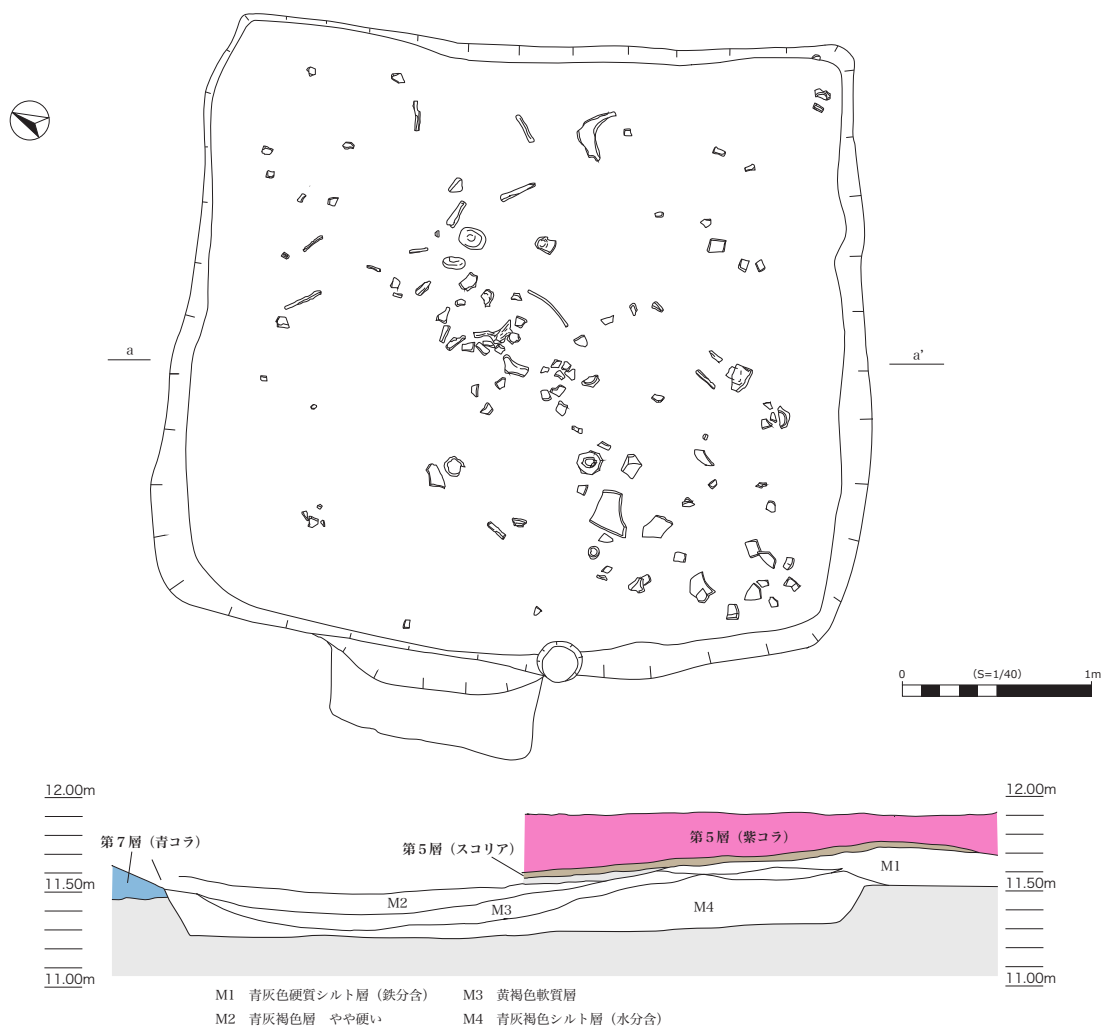 a
a’
0 （S=1/40） 1m
12.00m
12.00m
第７層（青コラ）
第５層（スコリア）
第５層（紫コラ）
11.50m
M1
11.50m
M2
M3
M4
11.00m
11.00m
M1　青灰色硬質シルト層（鉄分含）　M3　黄褐色軟質層
M2　青灰褐色層　やや硬い　M4　青灰褐色シルト層（水分含）